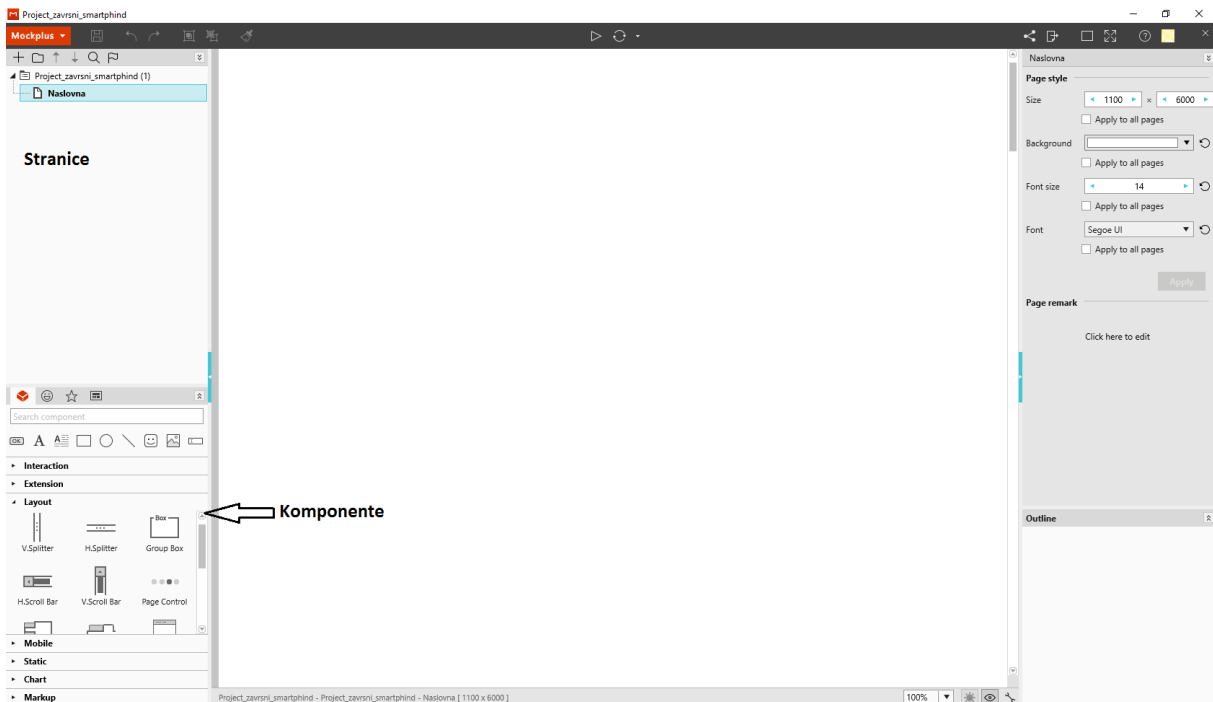 Project_zavrsni_smartphind
Mockplus
Project_zavrsni_smartphind (1)
Naslovna
Stranice
Search component
OK
Interaction
Extension
Layout
V.Splitter
H.Splitter
Box
Group Box
H.Scroll Bar
V.Scroll Bar
Page Control
Mobile
Static
Chart
Markup
Komponente
Project_zavrsni_smartphind - Project_zavrsni_smartphind - Naslovna [ 1100 x 6000 ]
100%
Naslovna
Page style
Size 1100 × 6000
Apply to all pages
Background
Apply to all pages
Font size 14
Apply to all pages
Font Segoe UI
Apply to all pages
Apply
Page remark
Click here to edit
Outline